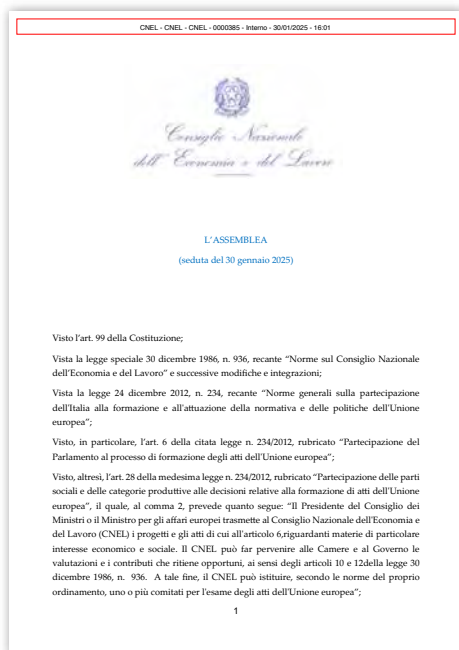 CNEL - CNEL - CNEL - 0000385 - Interno - 30/01/2025 - 16:01
Consiglio Nazionale
dell' Economia e del Lavoro
L'ASSEMBLEA
(seduta del 30 gennaio 2025)
Visto l'art. 99 della Costituzione;
Vista la legge speciale 30 dicembre 1986, n. 936, recante “Norme sul Consiglio Nazionale
dell'Economia e del Lavoro” e successive modifiche e integrazioni;
Vista la legge 24 dicembre 2012, n. 234, recante “Norme generali sulla partecipazione
dell'Italia alla formazione e all'attuazione della normativa e delle politiche dell'Unione
europea”;
Visto, in particolare, l'art. 6 della citata legge n. 234/2012, rubricato “Partecipazione del
Parlamento al processo di formazione degli atti dell'Unione europea”;
Visto, altresì, l'art. 28 della medesima legge n. 234/2012, rubricato “Partecipazione delle parti
sociali e delle categorie produttive alle decisioni relative alla formazione di atti dell'Unione
europea”, il quale, al comma 2, prevede quanto segue: “Il Presidente del Consiglio dei
Ministri o il Ministro per gli affari europei trasmette al Consiglio Nazionale dell'Economia e
del Lavoro (CNEL) i progetti e gli atti di cui all'articolo 6,riguardanti materie di particolare
interesse economico e sociale. Il CNEL può far pervenire alle Camere e al Governo le
valutazioni e i contributi che ritiene opportuni, ai sensi degli articoli 10 e 12della legge 30
dicembre 1986, n. 936. A tale fine, il CNEL può istituire, secondo le norme del proprio
ordinamento, uno o più comitati per l'esame degli atti dell'Unione europea”;
1